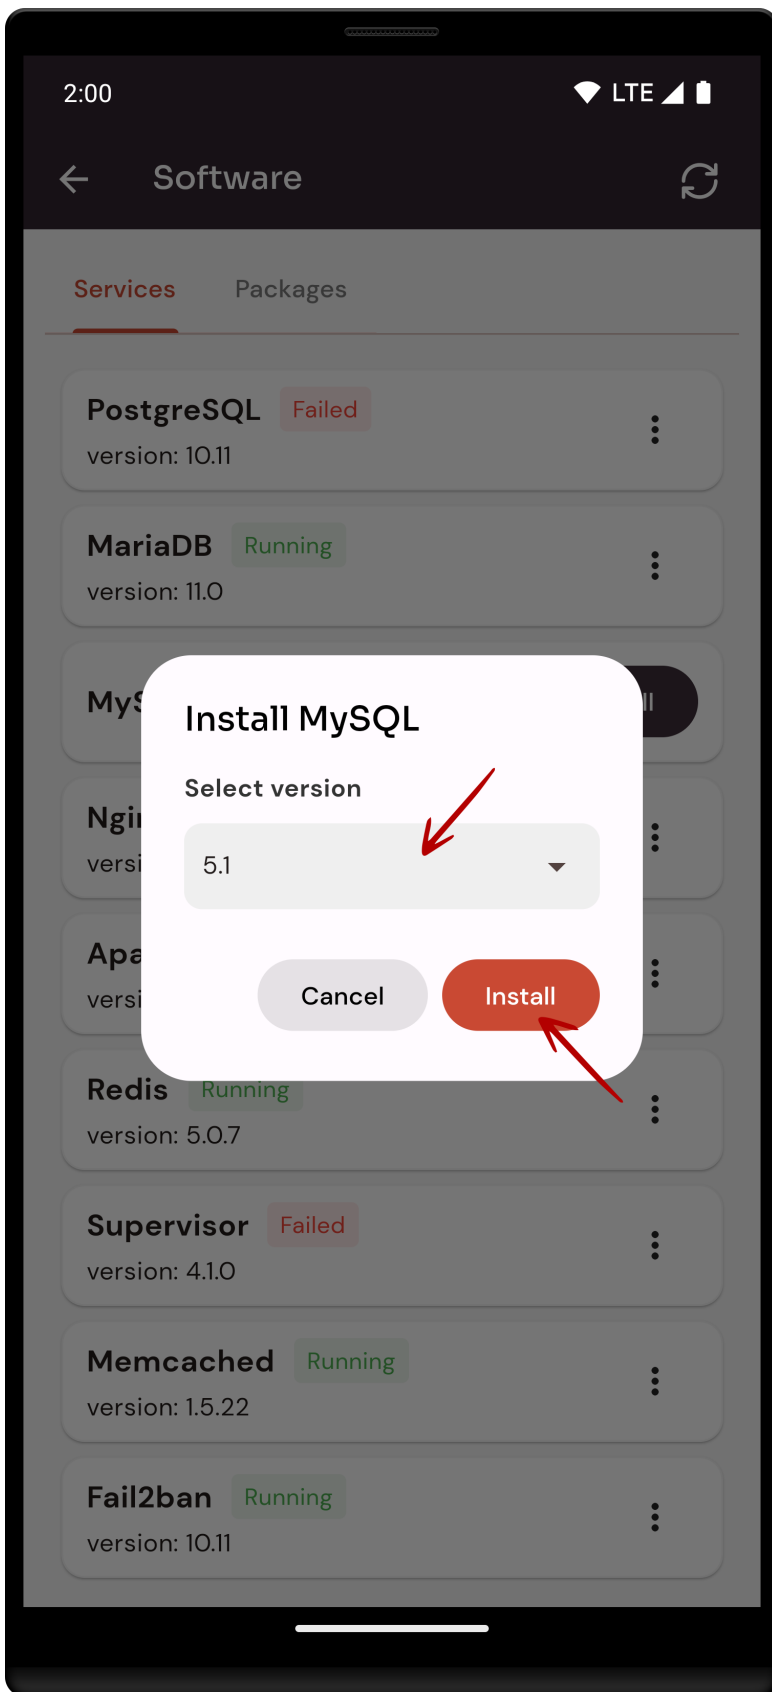 2:00 LTE
Software
Services Packages
PostgreSQL Failed
version: 10.11
MariaDB Running
version: 11.0
Install MySQL
Select version
5.1
Cancel Install
Redis Running
version: 5.0.7
Supervisor Failed
version: 4.1.0
Memcached Running
version: 1.5.22
Fail2ban Running
version: 10.11